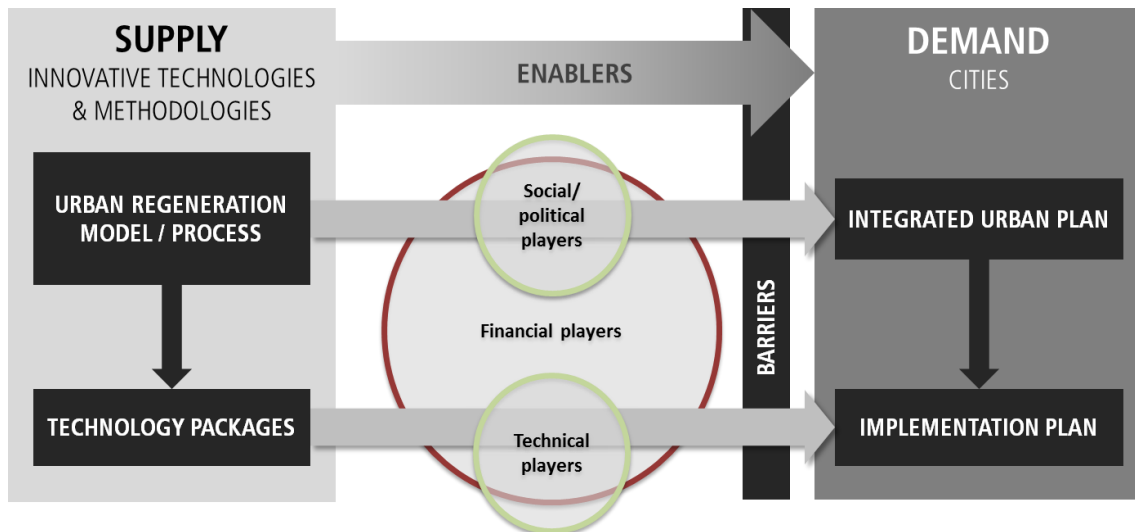 SUPPLY
INNOVATIVE TECHNOLOGIES
& METHODOLOGIES
URBAN REGENERATION
MODEL / PROCESS
TECHNOLOGY PACKAGES
ENABLERS
Social/
political
players
Financial players
Technical
players
BARRIERS
DEMAND
CITIES
INTEGRATED URBAN PLAN
IMPLEMENTATION PLAN